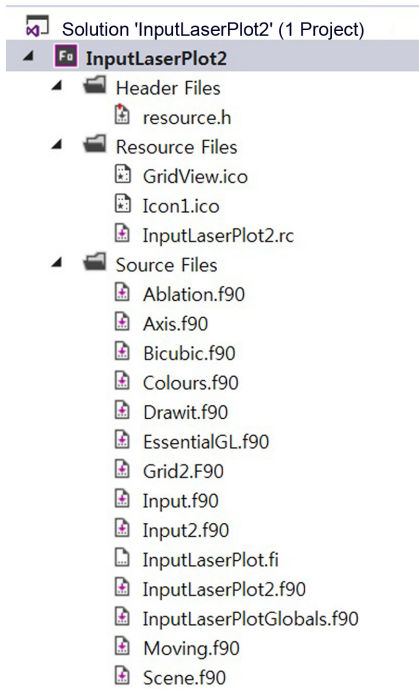 Solution 'InputLaserPlot2' (1 Project)
Fo InputLaserPlot2
Header Files
resource.h
Resource Files
GridView.ico
Icon1.ico
InputLaserPlot2.rc
Source Files
Ablation.f90
Axis.f90
Bicubic.f90
Colours.f90
Drawit.f90
EssentialGL.f90
Grid2.F90
Input.f90
Input2.f90
InputLaserPlot.fi
InputLaserPlot2.f90
InputLaserPlotGlobals.f90
Moving.f90
Scene.f90